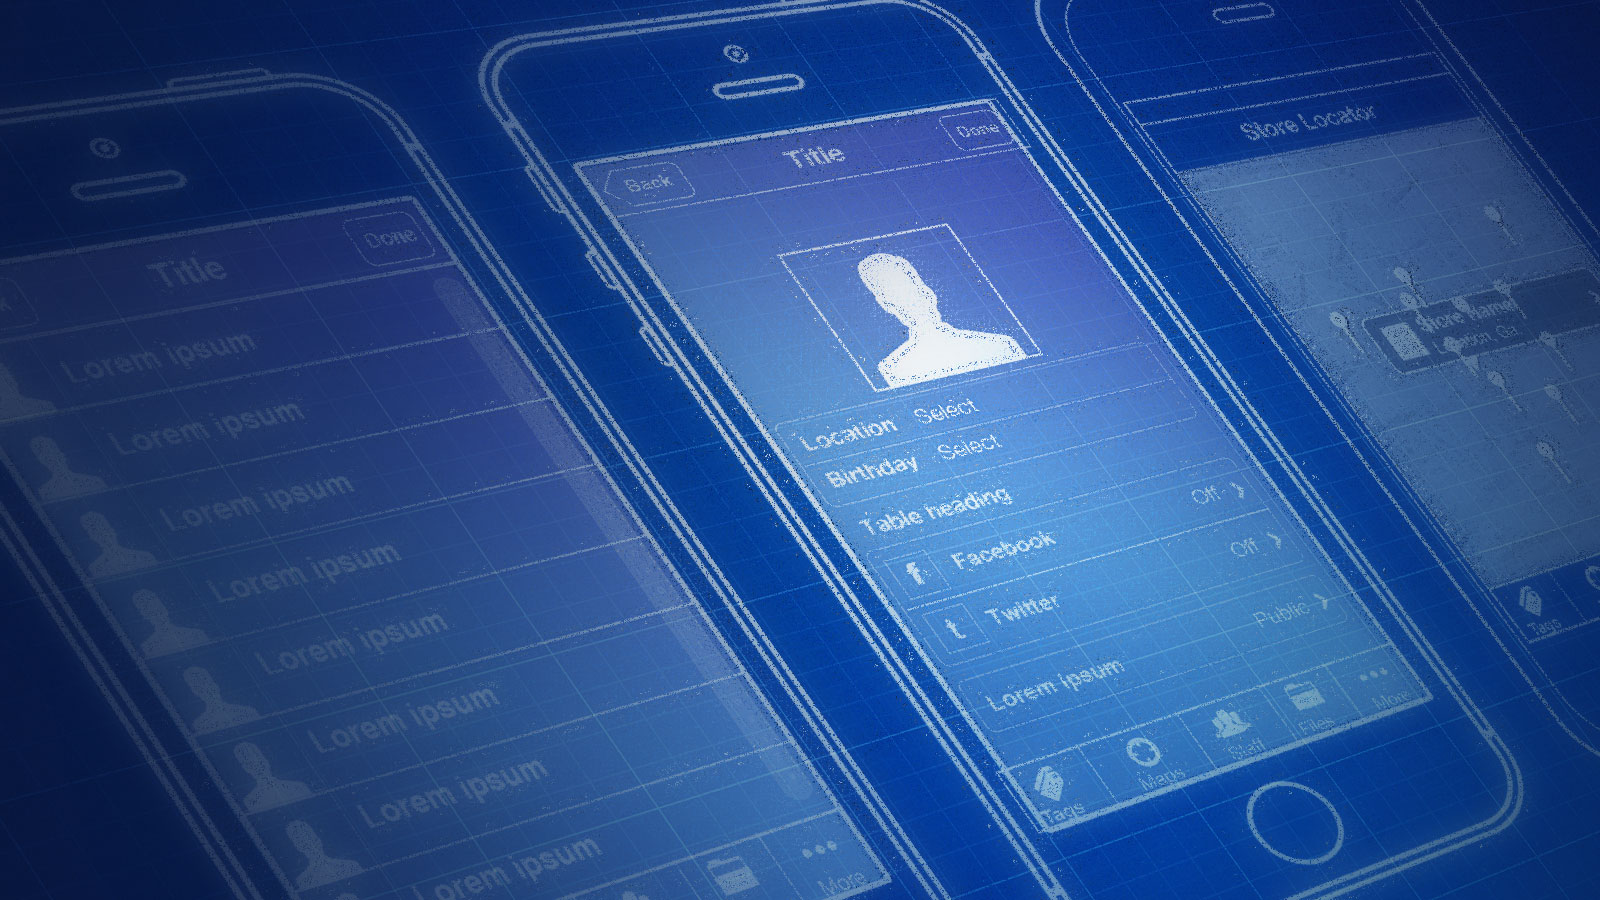 Done
Title
Lorem ipsum
Lorem ipsum
Lorem ipsum
Lorem ipsum
Lorem ipsum
Lorem ipsum
Lorem ipsum
Lorem ipsum
More
Back
Title
Done
Location Select
Birthday Select
Table heading
Facebook Off
Twitter Off
Lorem ipsum Public
Tags
Maps
Staff
Files
More
Store Locator
Store Name
Tags